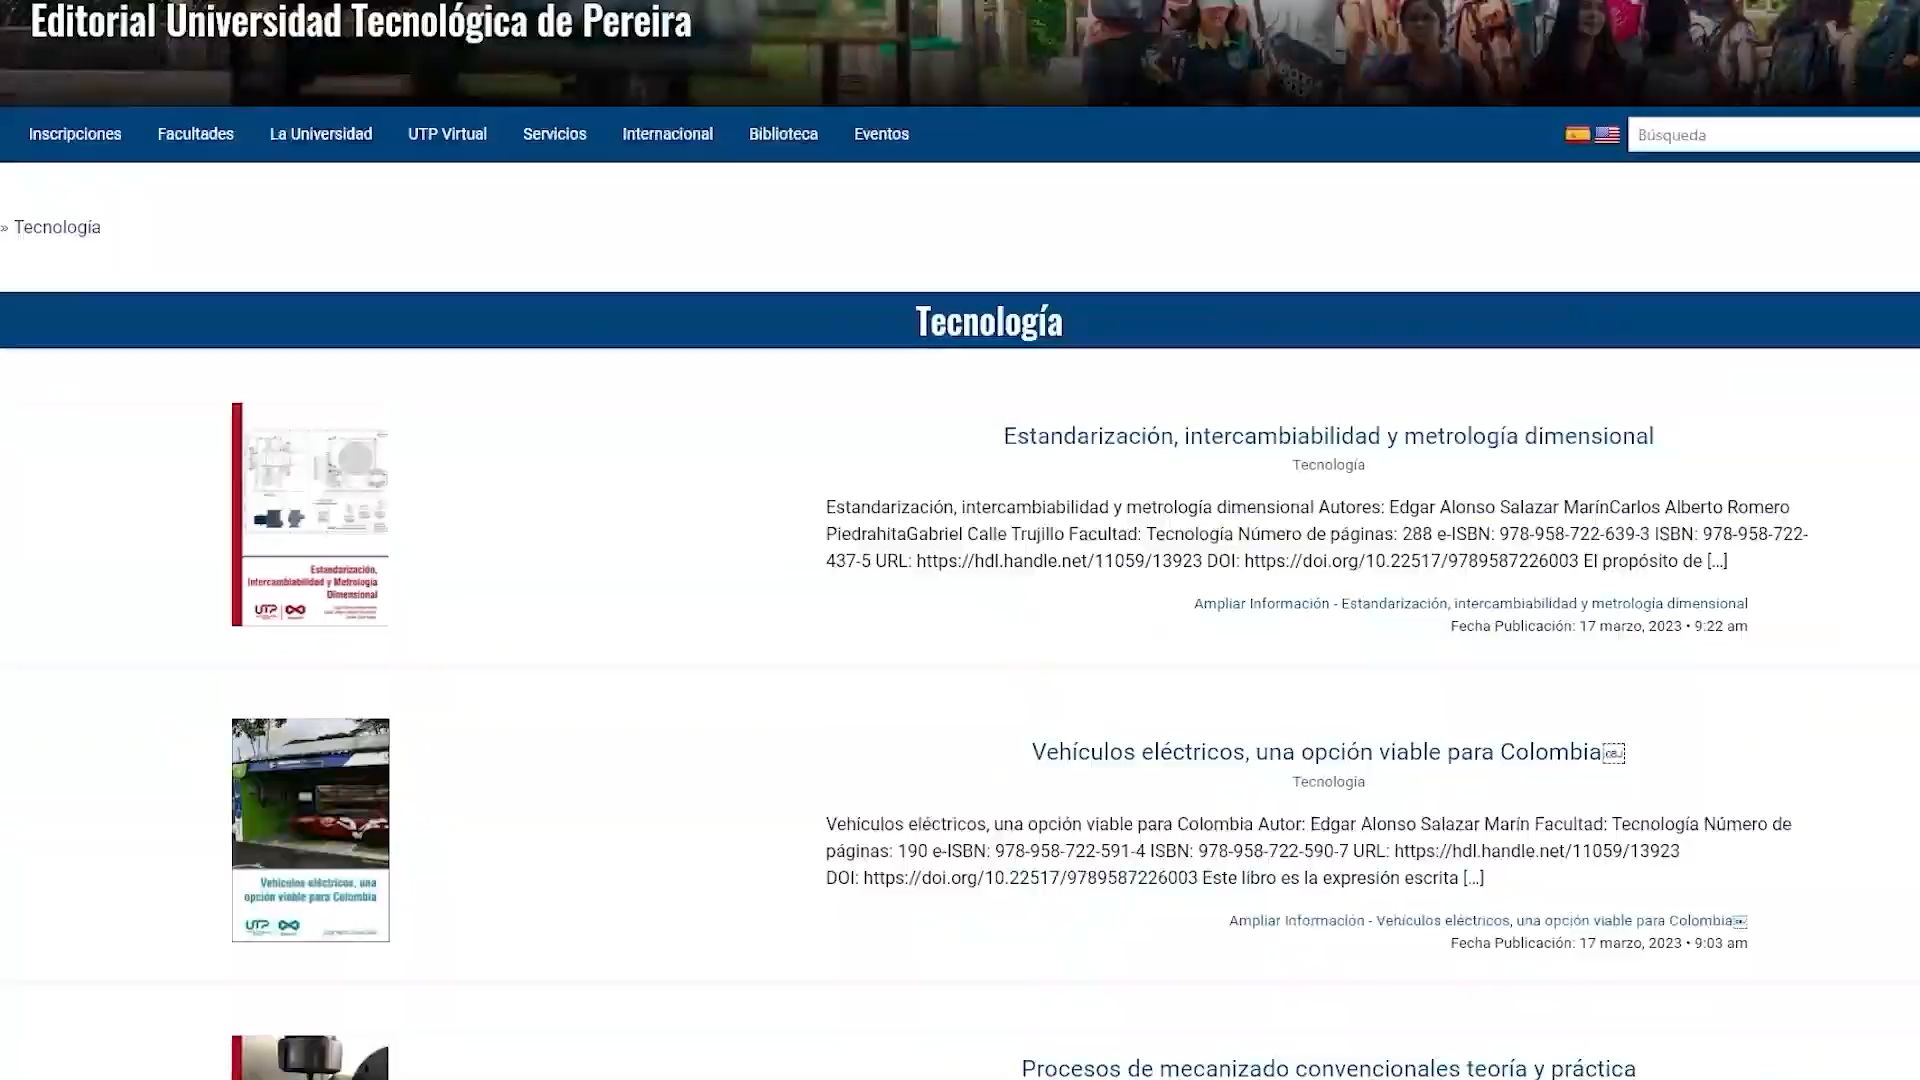 Editorial Universidad Tecnológica de Pereira
Inscripciones Facultades La Universidad UTP Virtual Servicios Internacional Biblioteca Eventos Búsqueda
» Tecnología
Tecnología
Estandarización, intercambiabilidad y metrología dimensional
Tecnología
Estandarización, intercambiabilidad y metrología dimensional Autores: Edgar Alonso Salazar MarínCarlos Alberto Romero
PiedrahitaGabriel Calle Trujillo Facultad: Tecnología Número de páginas: 288 e-ISBN: 978-958-722-639-3 ISBN: 978-958-722-
437-5 URL: https://hdl.handle.net/11059/13923 DOI: https://doi.org/10.22517/9789587226003 El propósito de [...]
Ampliar Información - Estandarización, intercambiabilidad y metrología dimensional
Fecha Publicación: 17 marzo, 2023 • 9:22 am
Estandarización,
Intercambiabilidad y Metrología
Dimensional
UTP
Vehículos eléctricos, una opción viable para Colombia
Tecnología
Vehículos eléctricos, una opción viable para Colombia Autor: Edgar Alonso Salazar Marín Facultad: Tecnología Número de
páginas: 190 e-ISBN: 978-958-722-591-4 ISBN: 978-958-722-590-7 URL: https://hdl.handle.net/11059/13923
DOI: https://doi.org/10.22517/9789587226003 Este libro es la expresión escrita [...]
Ampliar Información - Vehículos eléctricos, una opción viable para Colombia
Fecha Publicación: 17 marzo, 2023 • 9:03 am
Vehículos eléctricos, una
opción viable para Colombia
UTP
Procesos de mecanizado convencionales teoría y práctica